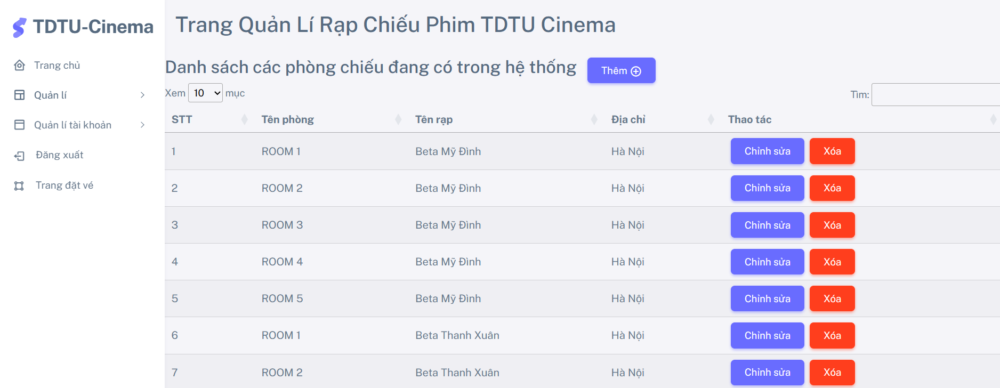 TDTU-Cinema
Trang chủ
Quản lí
Quản lí tài khoản
Đăng xuất
Trang đặt vé
Trang Quản Lí Rạp Chiếu Phim TDTU Cinema
Danh sách các phòng chiếu đang có trong hệ thống Thêm
Xem 10 mục Tìm:
STT Tên phòng Tên rạp Địa chỉ Thao tác
1 ROOM 1 Beta Mỹ Đình Hà Nội Chỉnh sửa Xóa
2 ROOM 2 Beta Mỹ Đình Hà Nội Chỉnh sửa Xóa
3 ROOM 3 Beta Mỹ Đình Hà Nội Chỉnh sửa Xóa
4 ROOM 4 Beta Mỹ Đình Hà Nội Chỉnh sửa Xóa
5 ROOM 5 Beta Mỹ Đình Hà Nội Chỉnh sửa Xóa
6 ROOM 1 Beta Thanh Xuân Hà Nội Chỉnh sửa Xóa
7 ROOM 2 Beta Thanh Xuân Hà Nội Chỉnh sửa Xóa